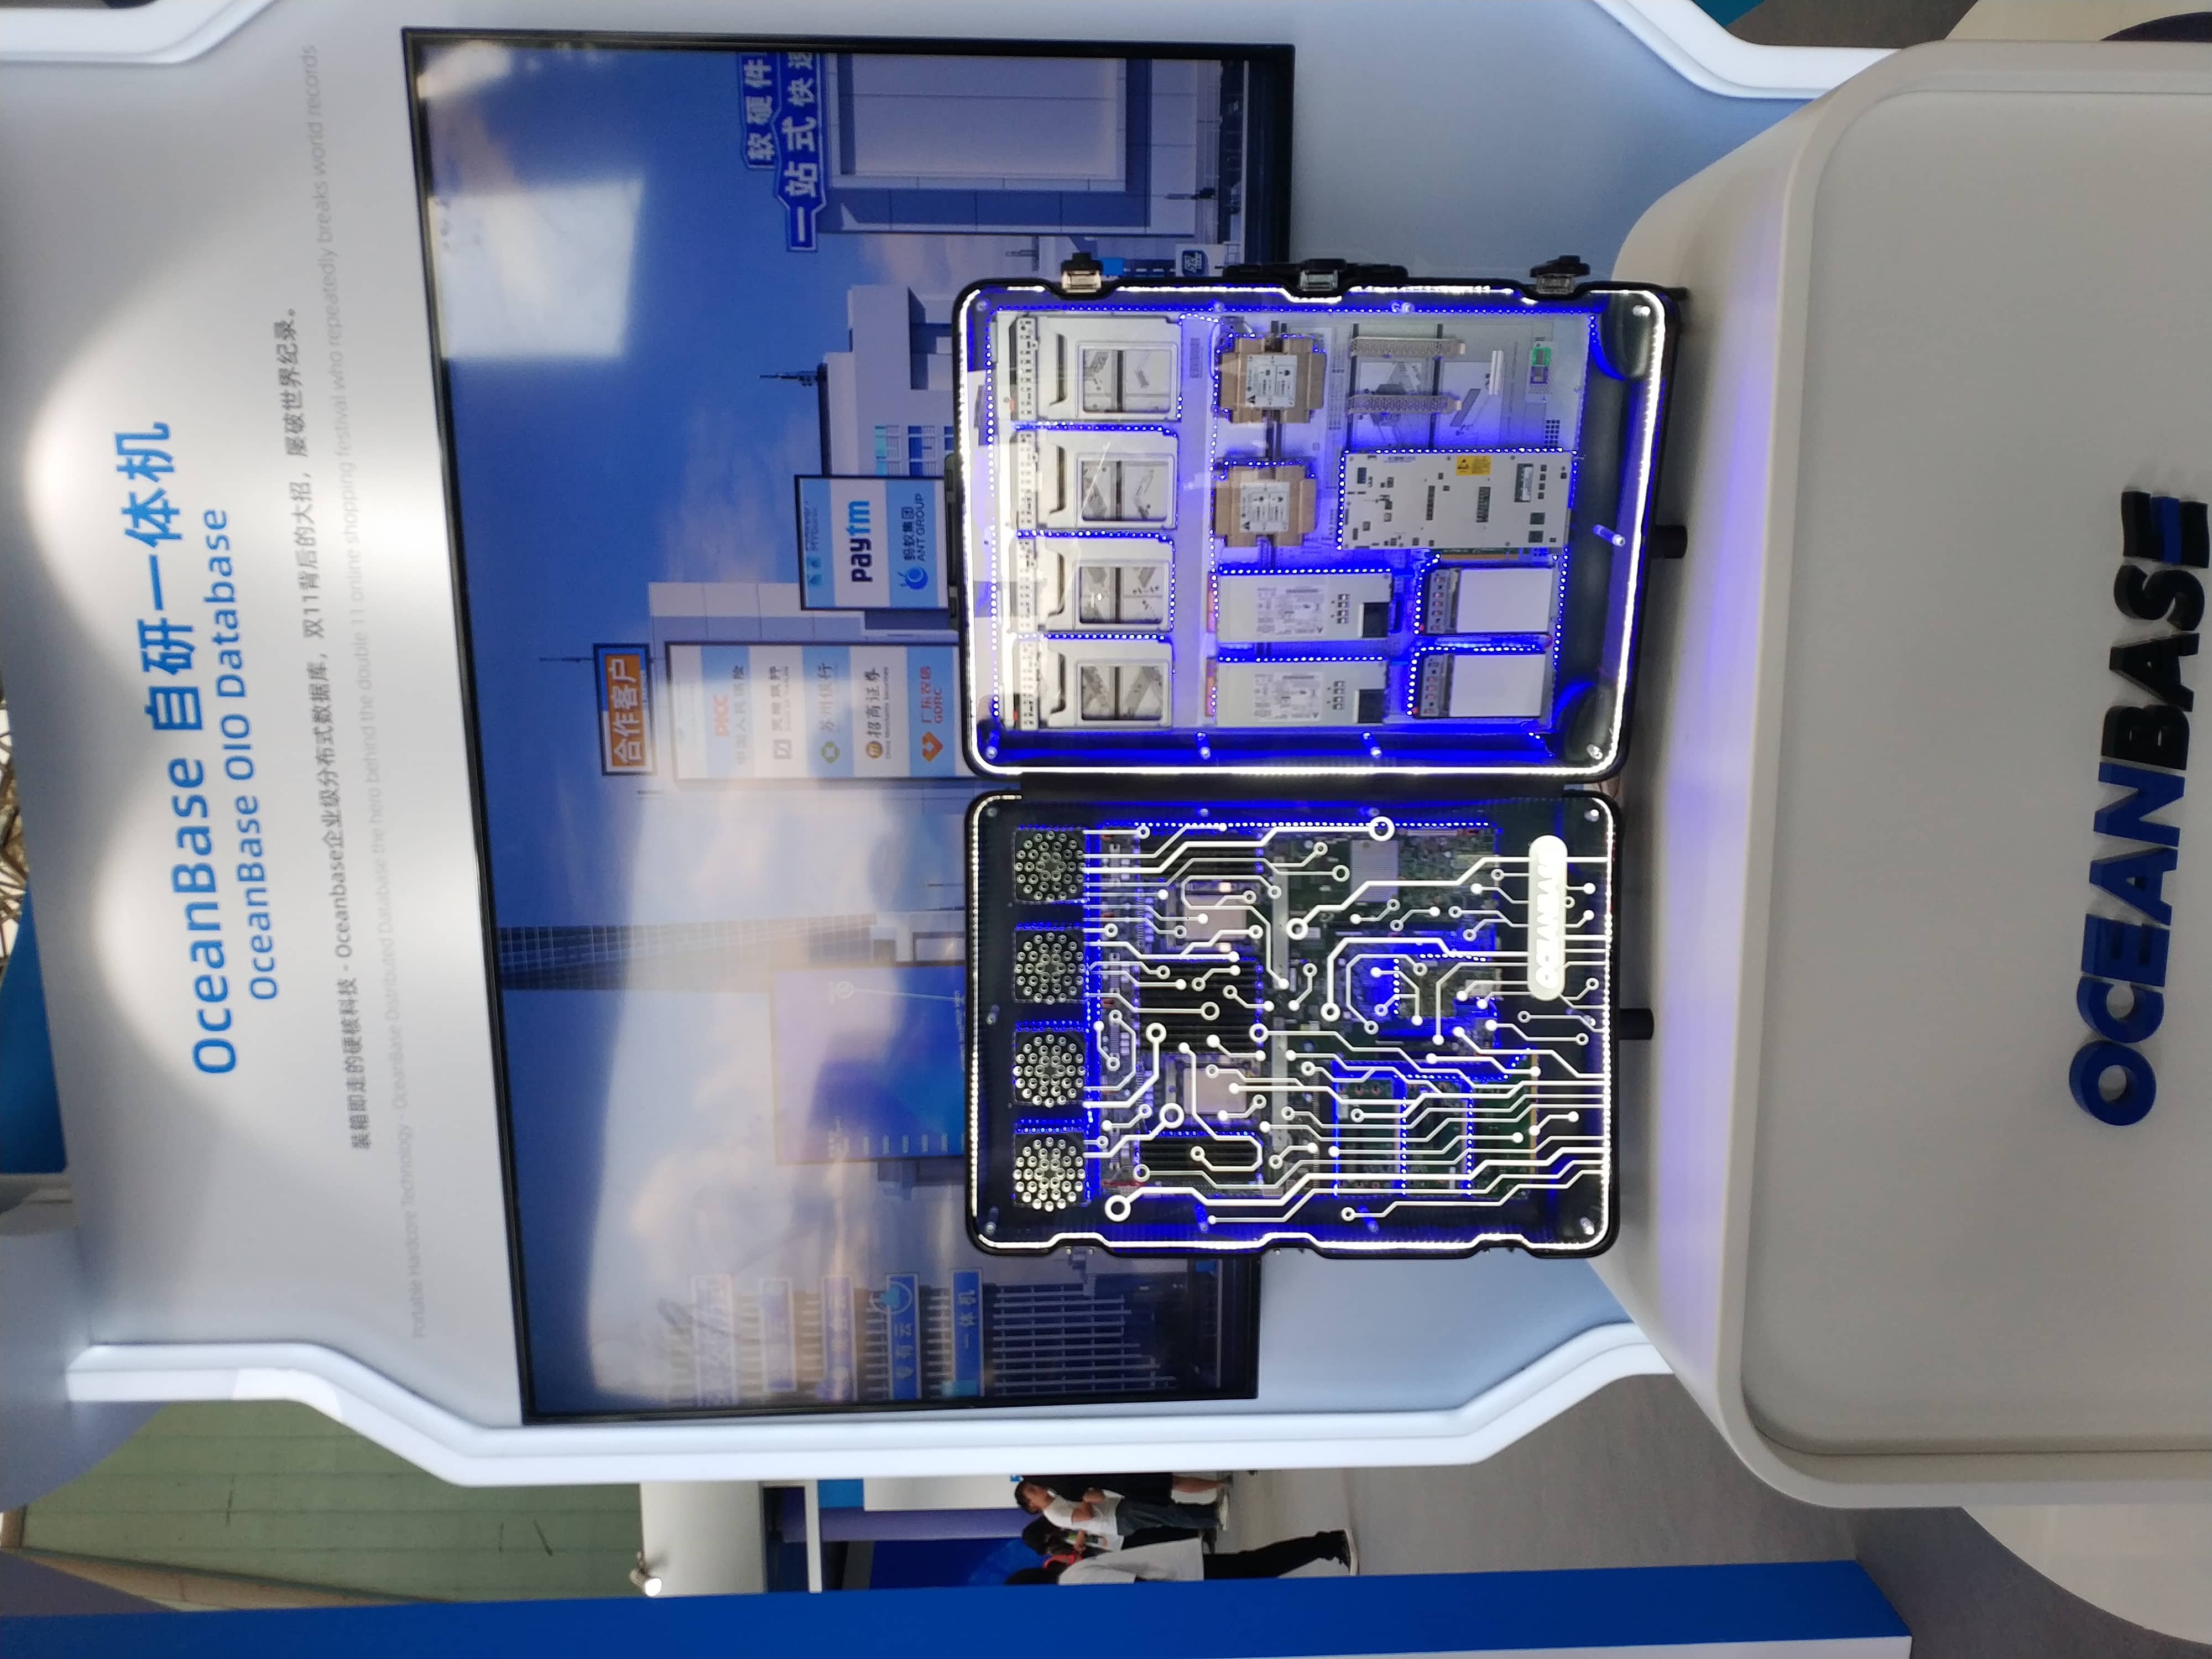 OceanBase 自研一体机
OceanBase OIO Database
装箱即走的硬核科技 - Oceanbase企业级分布式数据库，双11背后的大招，屡破世界纪录。
Portable Hardcore Technology - OceanBase Distributed Database the hero behind the double 11 online shopping festival who repeatedly breaks world records
合作客户
PICC
中国人民保险
苏州银行
招商证券
China Merchants Securities
广东农信
GDRC
MYbank
paytm
蚂蚁集团
ANT GROUP
软硬件
一站式快速
专有云
一体机
OCEANBASE
OCEANBASE